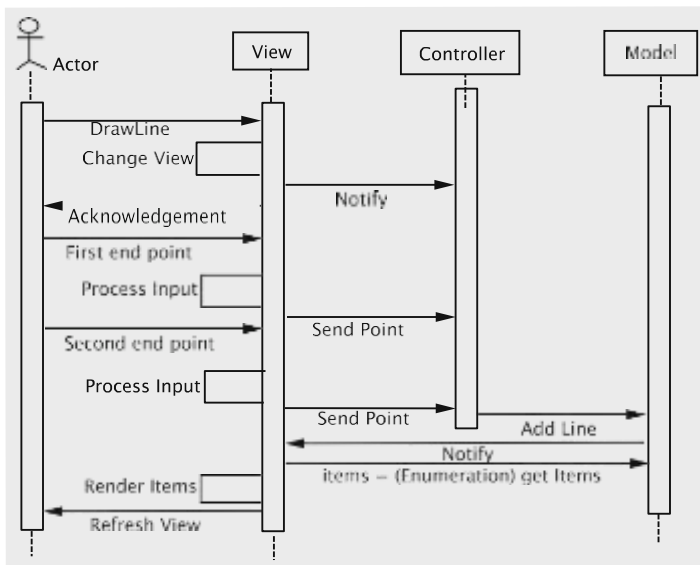 Actor
View
Controller
Model
DrawLine
Change View
Notify
Acknowledgement
First end point
Process Input
Send Point
Second end point
Process Input
Send Point
Add Line
Notify
items – (Enumeration) get Items
Render Items
Refresh View